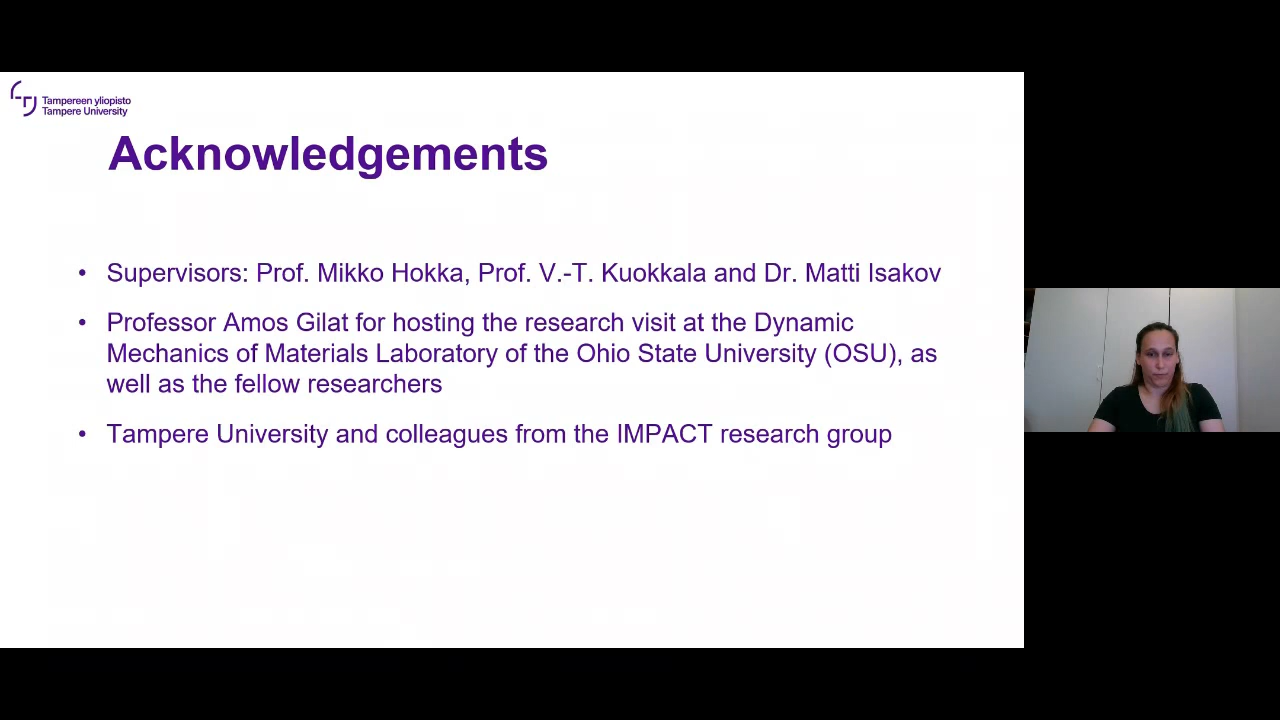 Tampereen yliopisto
Tampere University
Acknowledgements
• Supervisors: Prof. Mikko Hokka, Prof. V.-T. Kuokkala and Dr. Matti Isakov
• Professor Amos Gilat for hosting the research visit at the Dynamic
Mechanics of Materials Laboratory of the Ohio State University (OSU), as
well as the fellow researchers
• Tampere University and colleagues from the IMPACT research group